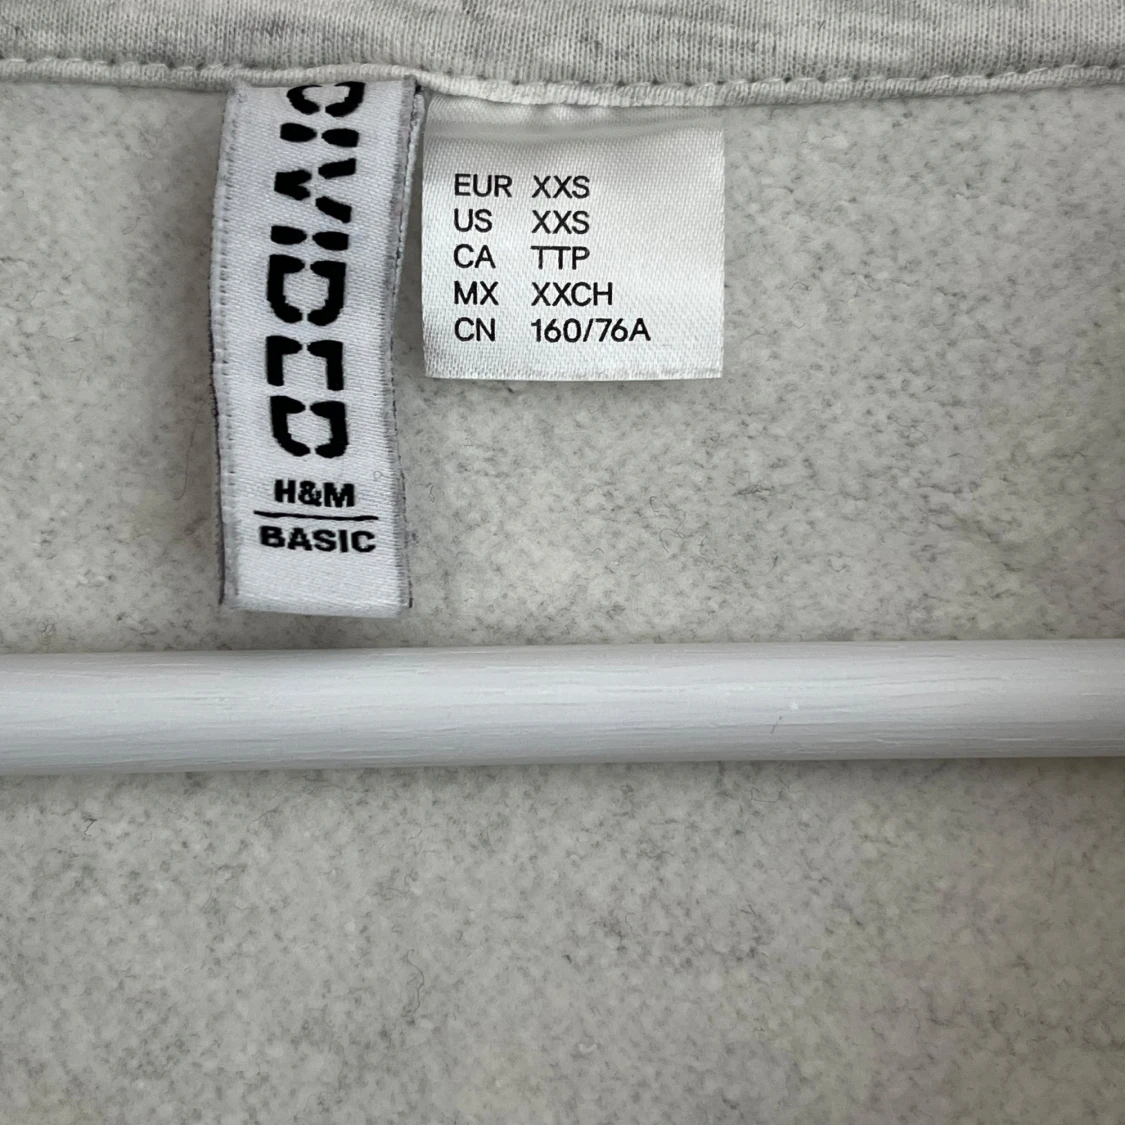 DIVIDED
H&M
BASIC
EUR XXS
US XXS
CA TTP
MX XXCH
CN 160/76A